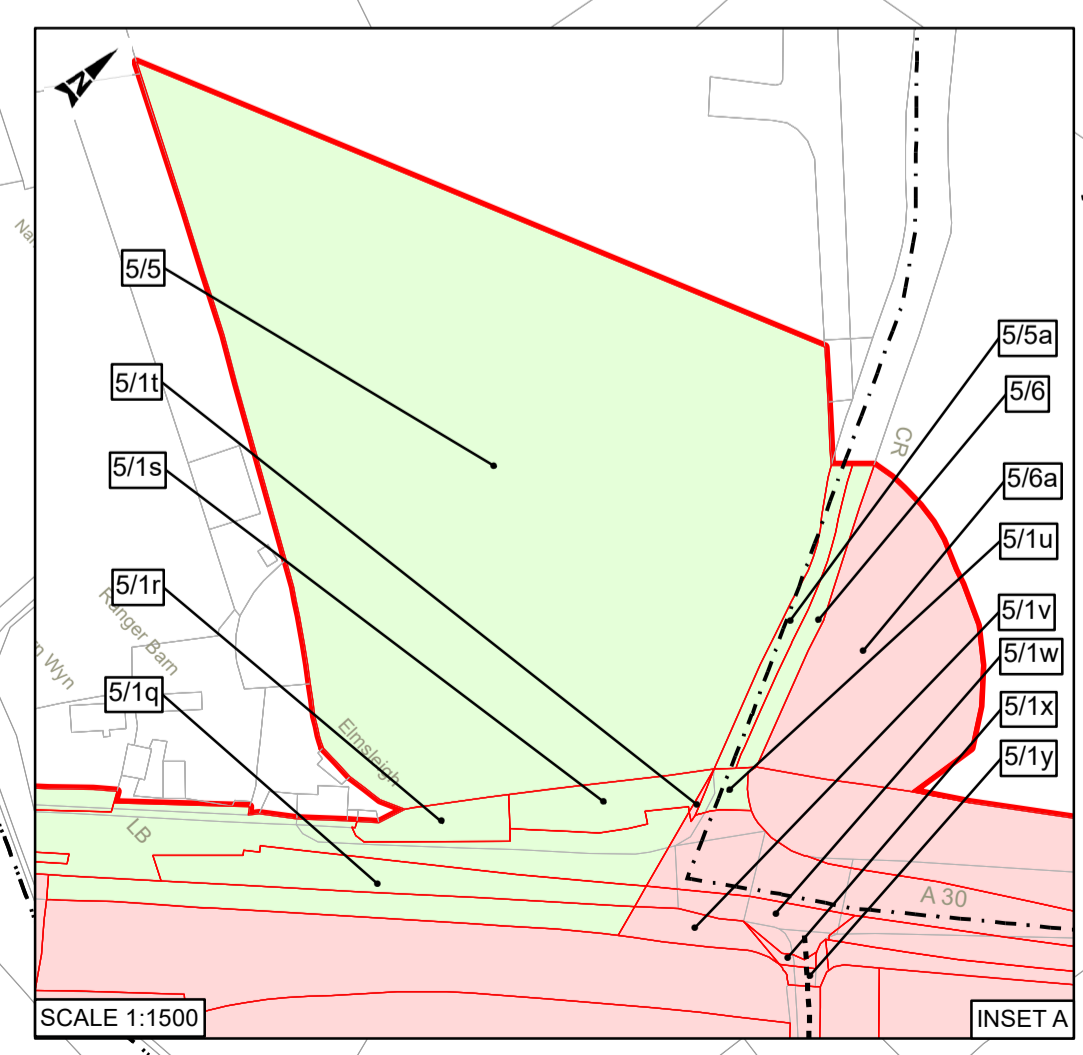 N
5/5
5/1t
5/1s
5/1r
5/1q
5/5a
5/6
5/6a
5/1u
5/1v
5/1w
5/1x
5/1y
CR
Ranger Barn
Elmsleigh
LB
A 30
SCALE 1:1500
INSET A